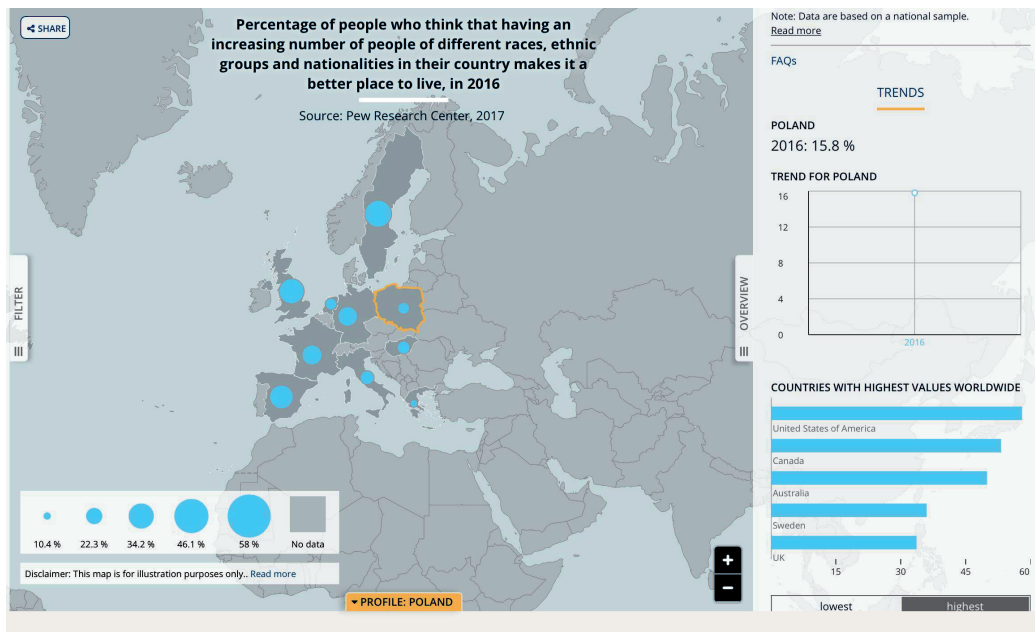 SHARE
Percentage of people who think that having an
increasing number of people of different races, ethnic
groups and nationalities in their country makes it a
better place to live, in 2016
Source: Pew Research Center, 2017
FILTER
OVERVIEW
10.4 %
22.3 %
34.2 %
46.1 %
58 %
No data
Disclaimer: This map is for illustration purposes only.. Read more
+
−
PROFILE: POLAND
Note: Data are based on a national sample.
Read more
FAQs
TRENDS
POLAND
2016: 15.8 %
TREND FOR POLAND
16
12
8
4
0
2016
COUNTRIES WITH HIGHEST VALUES WORLDWIDE
United States of America
Canada
Australia
Sweden
UK
15
30
45
60
lowest
highest